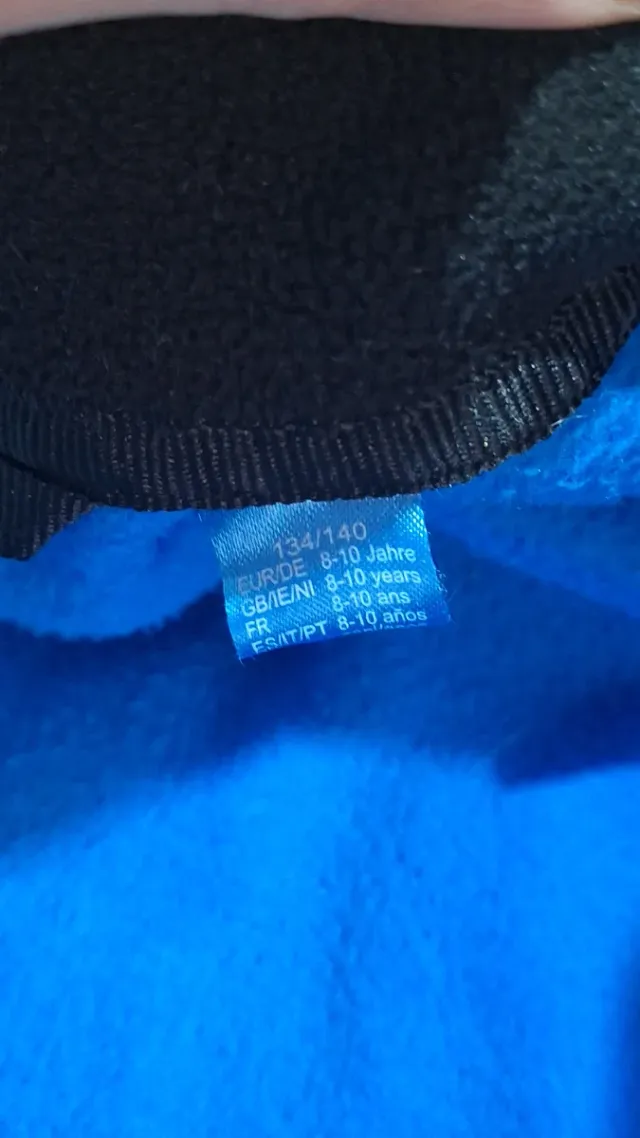 134/140
EUR/DE 8-10 Jahre
GB/IE/NI 8-10 years
FR 8-10 ans
ES/IT/PT 8-10 años